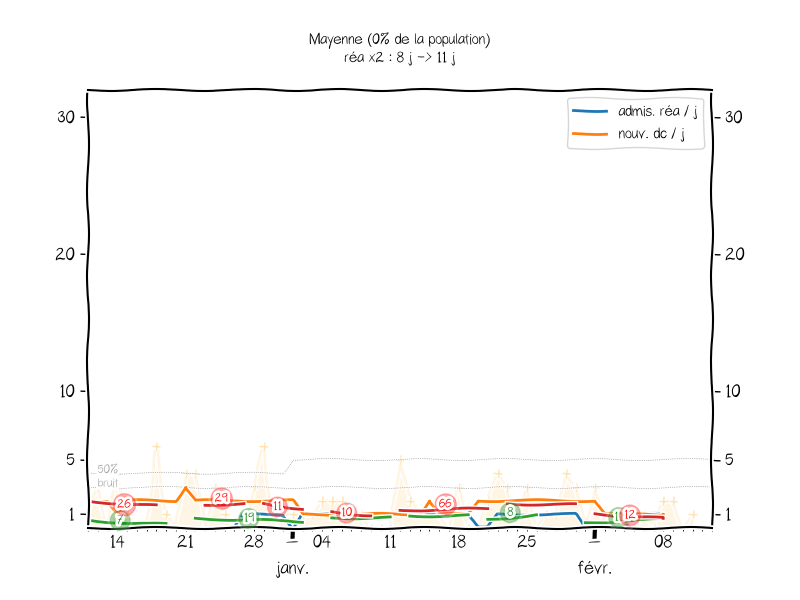 Mayenne (0% de la population)
réa x2 : 8 j -> 11 j
admis. réa / j
nouv. dc / j
30 30
20 20
10 10
5 5
50%
bruit
1 1
26 29 11 10 66 8 12
7 19
14 21 28 04 11 18 25 08
janv. févr.